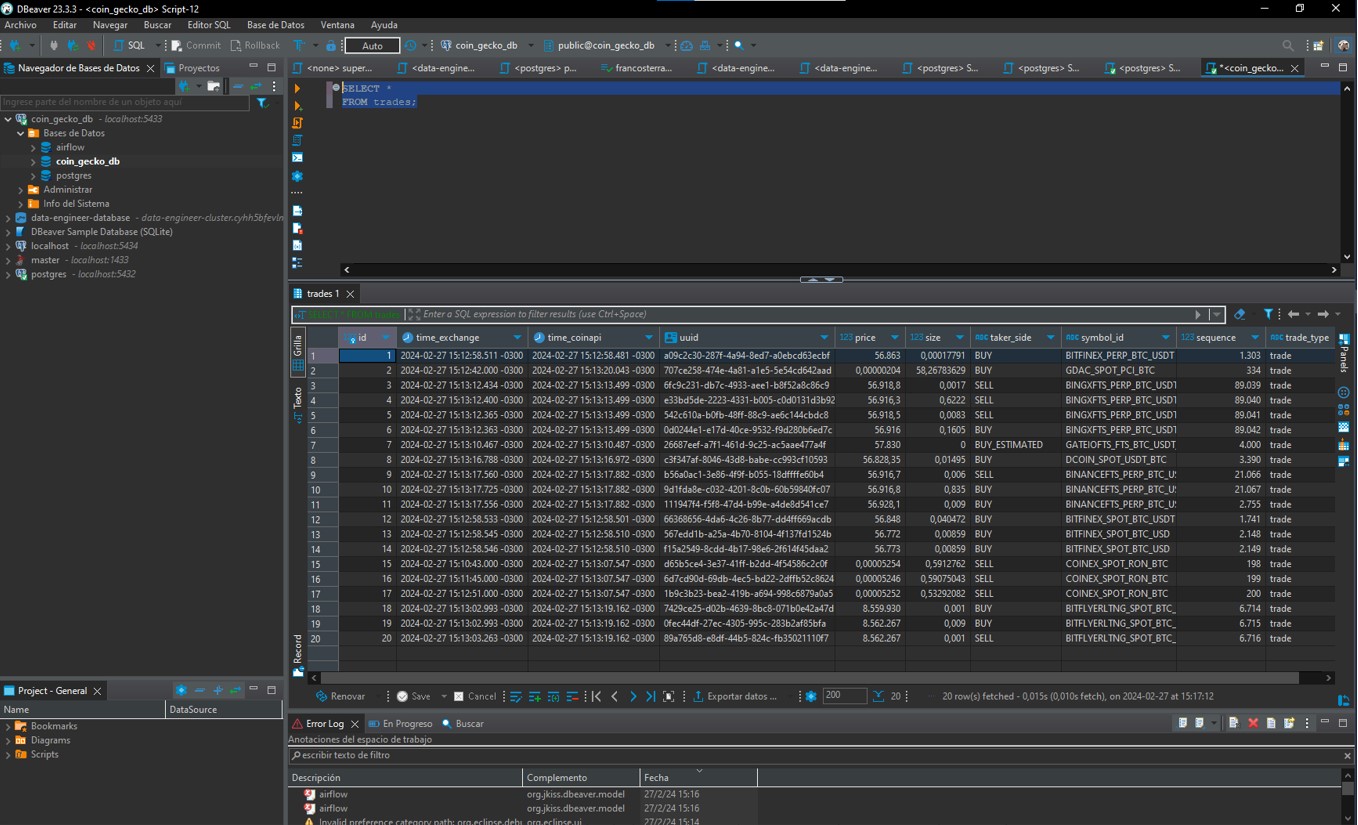 DBeaver 23.3.3 - <coin_gecko_db> Script-12
Archivo Editar Navegar Buscar Editor SQL Base de Datos Ventana Ayuda
SQL Commit Rollback Auto coin_gecko_db public@coin_gecko_db
Navegador de Bases de Datos Proyectos
<none> super... <data-engine... <postgres> p... francosterra... <data-engine... <data-engine... <postgres> S... <postgres> S... <postgres> S... *<coin_gecko...
Ingrese parte del nombre de un objeto aquí
SELECT *
FROM trades;
coin_gecko_db - localhost:5433
Bases de Datos
airflow
coin_gecko_db
postgres
Administrar
Info del Sistema
data-engineer-database - data-engineer-cluster.cyhh5bfevln
DBeaver Sample Database (SQLite)
localhost - localhost:5434
master - localhost:1433
postgres - localhost:5432
trades 1
SELECT * FROM trades Enter a SQL expression to filter results (use Ctrl+Space)
Grilla
Texto
Record
Panels
id time_exchange time_coinapi uuid 123 price 123 size ABC taker_side ABC symbol_id 123 sequence ABC trade_type
1 1 2024-02-27 15:12:58.511 -0300 2024-02-27 15:12:58.481 -0300 a09c2c30-287f-4a94-8ed7-a0ebcd63ecbf 56.863 0,00017791 BUY BITFINEX_PERP_BTC_USDT 1.303 trade
2 2 2024-02-27 15:12:42.000 -0300 2024-02-27 15:13:20.043 -0300 707ce258-474e-4a81-a1e5-5e54cd642aad 0,00000204 58,26783629 BUY GDAC_SPOT_PCI_BTC 334 trade
3 3 2024-02-27 15:13:12.434 -0300 2024-02-27 15:13:13.499 -0300 6fc9c231-db7c-4933-aee1-b8f52a8c86c9 56.918,8 0,0017 SELL BINGXFTS_PERP_BTC_USDT 89.039 trade
4 4 2024-02-27 15:13:12.400 -0300 2024-02-27 15:13:13.499 -0300 e33bd5de-2223-4331-b005-c0d0131d3b92 56.916,3 0,6222 SELL BINGXFTS_PERP_BTC_USDT 89.040 trade
5 5 2024-02-27 15:13:12.365 -0300 2024-02-27 15:13:13.499 -0300 542c610a-b0fb-48ff-88c9-ae6c144cbdc8 56.918,5 0,0083 SELL BINGXFTS_PERP_BTC_USDT 89.041 trade
6 6 2024-02-27 15:13:12.363 -0300 2024-02-27 15:13:13.499 -0300 0d0244e1-e17d-40ce-9532-f9d280b6ed7c 56.916 0,1605 BUY BINGXFTS_PERP_BTC_USDT 89.042 trade
7 7 2024-02-27 15:13:10.467 -0300 2024-02-27 15:13:10.487 -0300 26687eef-a7f1-461d-9c25-ac5aae477a4f 57.830 0 BUY_ESTIMATED GATEIOFTS_FTS_BTC_USDT_ 4.000 trade
8 8 2024-02-27 15:13:16.788 -0300 2024-02-27 15:13:16.972 -0300 c3f347af-8046-43d8-babe-cc993cf10593 56.828,35 0,01495 BUY DCOIN_SPOT_USDT_BTC 3.390 trade
9 9 2024-02-27 15:13:17.560 -0300 2024-02-27 15:13:17.882 -0300 b56a0ac1-3e86-4f9f-b055-18dffffe60b4 56.916,7 0,006 SELL BINANCEFTS_PERP_BTC_US 21.066 trade
10 10 2024-02-27 15:13:17.725 -0300 2024-02-27 15:13:17.882 -0300 9d1fda8e-c032-4201-8c0b-60b59840fc07 56.916,8 0,835 BUY BINANCEFTS_PERP_BTC_US 21.067 trade
11 11 2024-02-27 15:13:17.556 -0300 2024-02-27 15:13:17.882 -0300 111947f4-f5f8-47d4-b99e-a4de8d541ce7 56.928,1 0,009 BUY BINANCEFTS_PERP_BTC_US 2.755 trade
12 12 2024-02-27 15:12:58.533 -0300 2024-02-27 15:12:58.501 -0300 66368656-4da6-4c26-8b77-dd4ff669acdb 56.848 0,040472 BUY BITFINEX_SPOT_BTC_USDT 1.741 trade
13 13 2024-02-27 15:12:58.545 -0300 2024-02-27 15:12:58.510 -0300 567edd1b-a25a-4b70-8104-4f137fd1524b 56.772 0,00859 BUY BITFINEX_SPOT_BTC_USD 2.148 trade
14 14 2024-02-27 15:12:58.546 -0300 2024-02-27 15:12:58.510 -0300 f15a2549-8cdd-4b17-98e6-2f614f45daa2 56.773 0,00859 BUY BITFINEX_SPOT_BTC_USD 2.149 trade
15 15 2024-02-27 15:10:43.000 -0300 2024-02-27 15:13:07.547 -0300 d65b5ce4-3e37-41ff-b2dd-4f54586c2c0f 0,00005254 0,5912762 SELL COINEX_SPOT_RON_BTC 198 trade
16 16 2024-02-27 15:11:45.000 -0300 2024-02-27 15:13:07.547 -0300 6d7cd90d-69db-4ec5-bd22-2dffb52c8624 0,00005246 0,59075043 SELL COINEX_SPOT_RON_BTC 199 trade
17 17 2024-02-27 15:12:51.000 -0300 2024-02-27 15:13:07.547 -0300 1b9c3b23-bea2-419b-a694-998c6879a0a5 0,00005252 0,53292082 SELL COINEX_SPOT_RON_BTC 200 trade
18 18 2024-02-27 15:13:02.993 -0300 2024-02-27 15:13:19.162 -0300 7429ce25-d02b-4639-8bc8-071b0e42a47d 8.559.930 0,001 BUY BITFLYERLTNG_SPOT_BTC_ 6.714 trade
19 19 2024-02-27 15:13:02.993 -0300 2024-02-27 15:13:19.162 -0300 0fec44df-27ec-4305-995c-283b2af85bfa 8.562.267 0,009 BUY BITFLYERLTNG_SPOT_BTC_ 6.715 trade
20 20 2024-02-27 15:13:03.263 -0300 2024-02-27 15:13:19.162 -0300 89a765d8-e8df-44b5-824c-fb35021110f7 8.562.267 0,001 SELL BITFLYERLTNG_SPOT_BTC_ 6.716 trade
Renovar Save Cancel Exportar datos ... 200 20 20 row(s) fetched - 0,015s (0,010s fetch), on 2024-02-27 at 15:17:12
Project - General
Name DataSource
Bookmarks
Diagrams
Scripts
Error Log En Progreso Buscar
Anotaciones del espacio de trabajo
escribir texto de filtro
Descripción Complemento Fecha
airflow org.jkiss.dbeaver.model 27/2/24 15:16
airflow org.jkiss.dbeaver.model 27/2/24 15:16
Invalid preference category path: org.eclipse.debu org.eclipse.ui 27/2/24 15:14